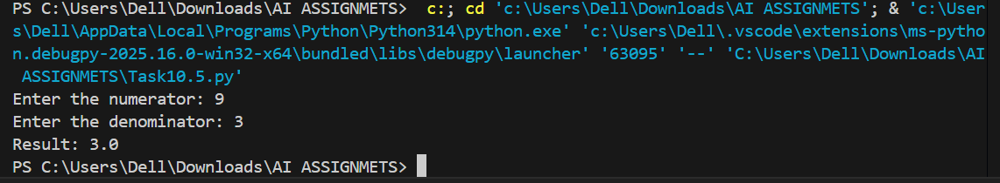 PS C:\Users\Dell\Downloads\AI ASSIGNMETS>  c:; cd 'c:\Users\Dell\Downloads\AI ASSIGNMETS'; & 'c:\User
s\Dell\AppData\Local\Programs\Python\Python314\python.exe' 'c:\Users\Dell\.vscode\extensions\ms-pytho
n.debugpy-2025.16.0-win32-x64\bundled\libs\debugpy\launcher' '63095' '--' 'C:\Users\Dell\Downloads\AI
 ASSIGNMETS\Task10.5.py'
Enter the numerator: 9
Enter the denominator: 3
Result: 3.0
PS C:\Users\Dell\Downloads\AI ASSIGNMETS>